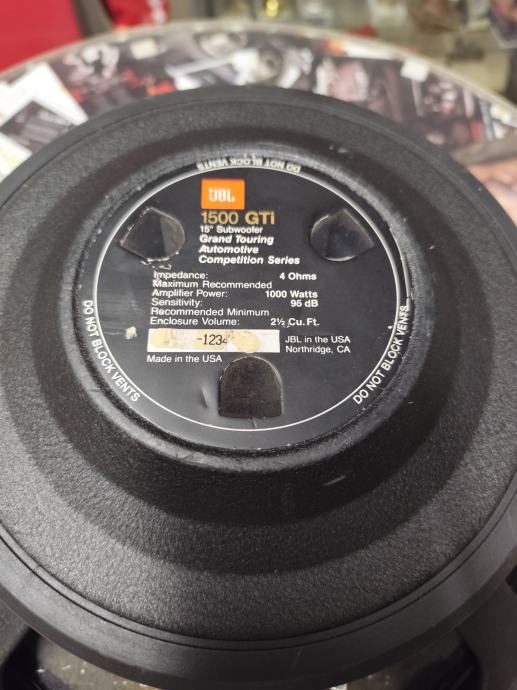 DO NOT BLOCK VENTS
JBL
1500 GTi
15" Subwoofer
Grand Touring
Automotive
Competition Series
Impedance: 4 Ohms
Maximum Recommended
Amplifier Power: 1000 Watts
Sensitivity: 95 dB
Recommended Minimum
Enclosure Volume: 2½ Cu. Ft.
-1234
JBL in the USA
Northridge, CA
Made in the USA
DO NOT BLOCK VENTS
DO NOT BLOCK VENTS